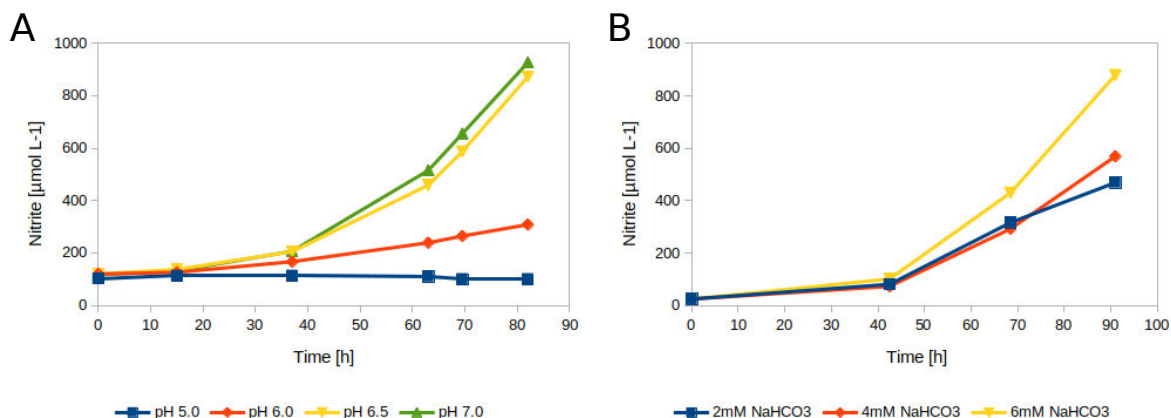 A
Nitrite [µmol L-1]
1000
800
600
400
200
0
0 10 20 30 40 50 60 70 80 90
Time [h]
pH 5.0 pH 6.0 pH 6.5 pH 7.0
B
Nitrite [µmol L-1]
1000
800
600
400
200
0
0 10 20 30 40 50 60 70 80 90 100
Time [h]
2mM NaHCO3 4mM NaHCO3 6mM NaHCO3